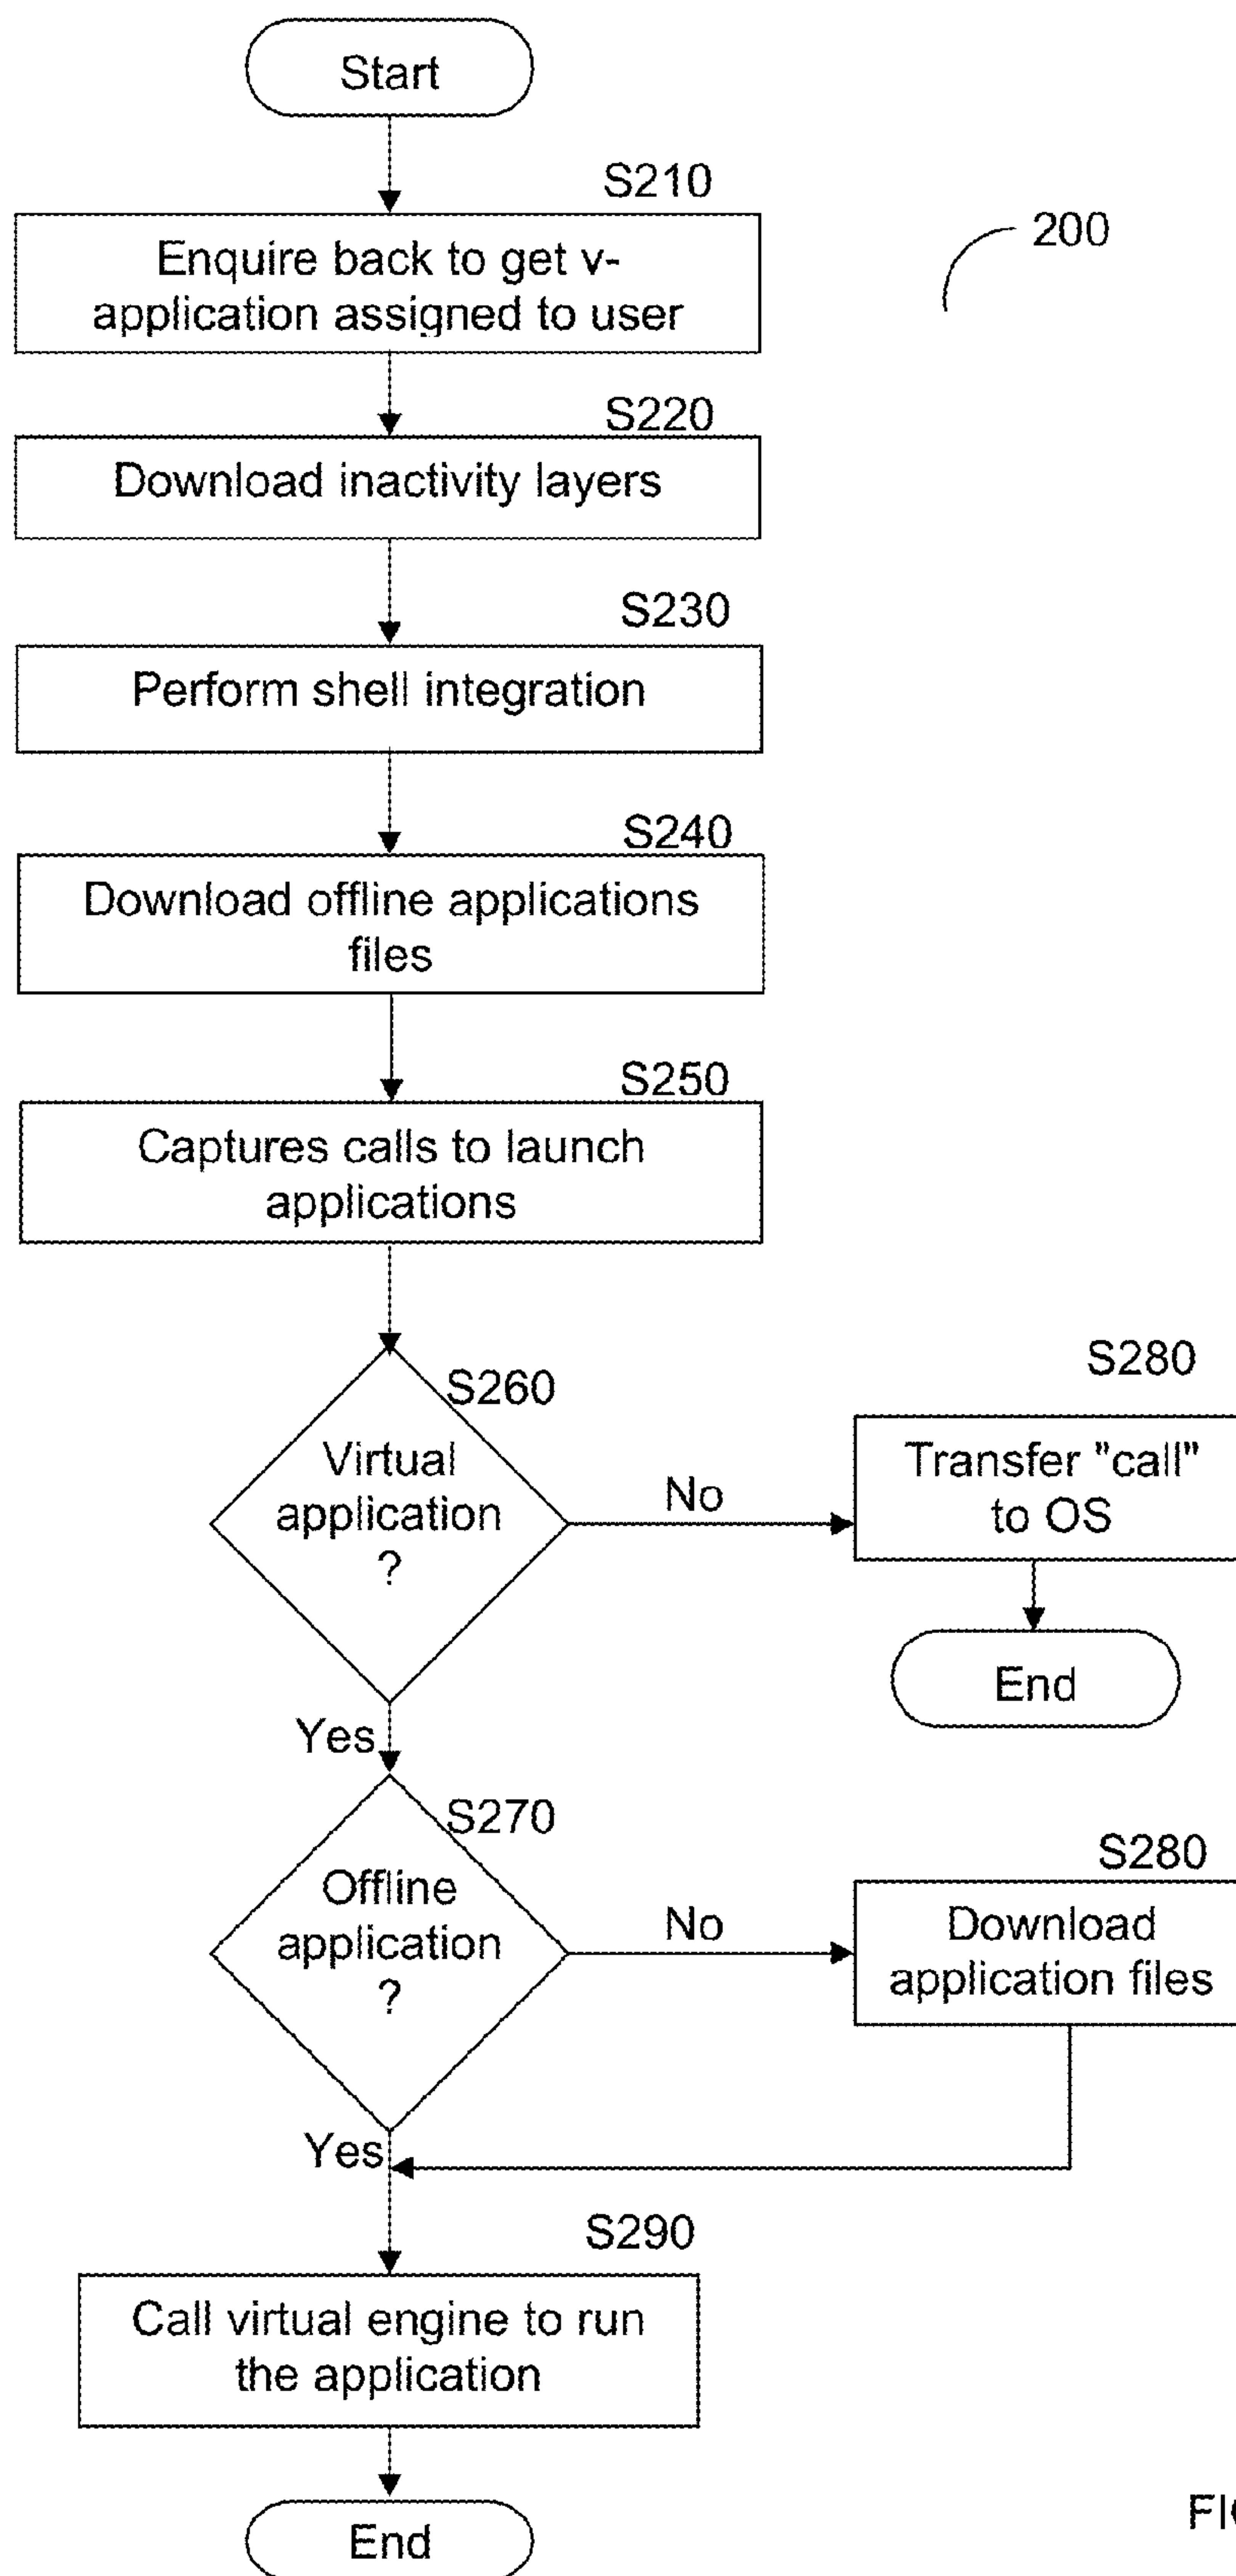 Start
S210
200
Enquire back to get v-
application assigned to user
S220
Download inactivity layers
S230
Perform shell integration
S240
Download offline applications
files
S250
Captures calls to launch
applications
S260
Virtual
application
?
No
S280
Transfer "call"
to OS
End
Yes
S270
Offline
application
?
No
S280
Download
application files
Yes
S290
Call virtual engine to run
the application
End